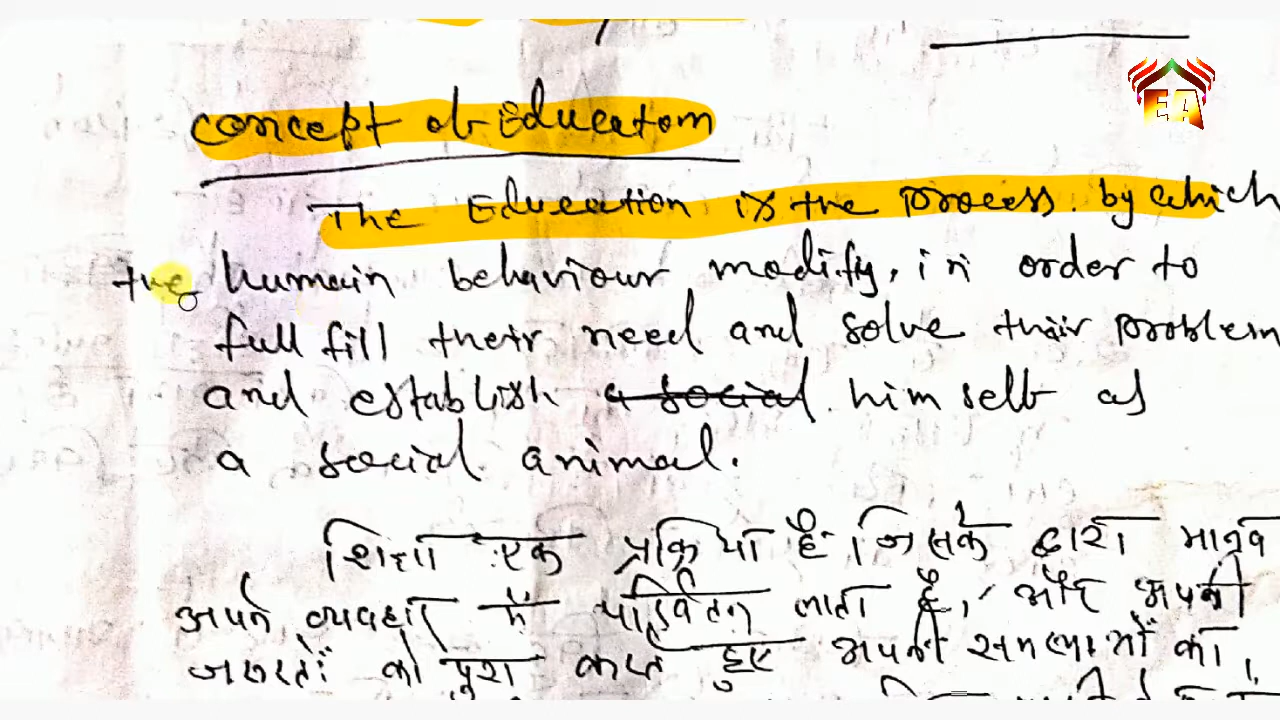 EA
concept of Education
The Education is the process by which
the human behaviour modify, in order to
full fill their need and solve their problem
and establish a social himself as
a social animal.
शिक्षा एक प्रक्रिया है जिसके द्वारा मानव
अपने व्यवहार में परिवर्तन लाता है, और अपनी
जरूरतों को पूरा करते हुए अपनी समस्याओं का